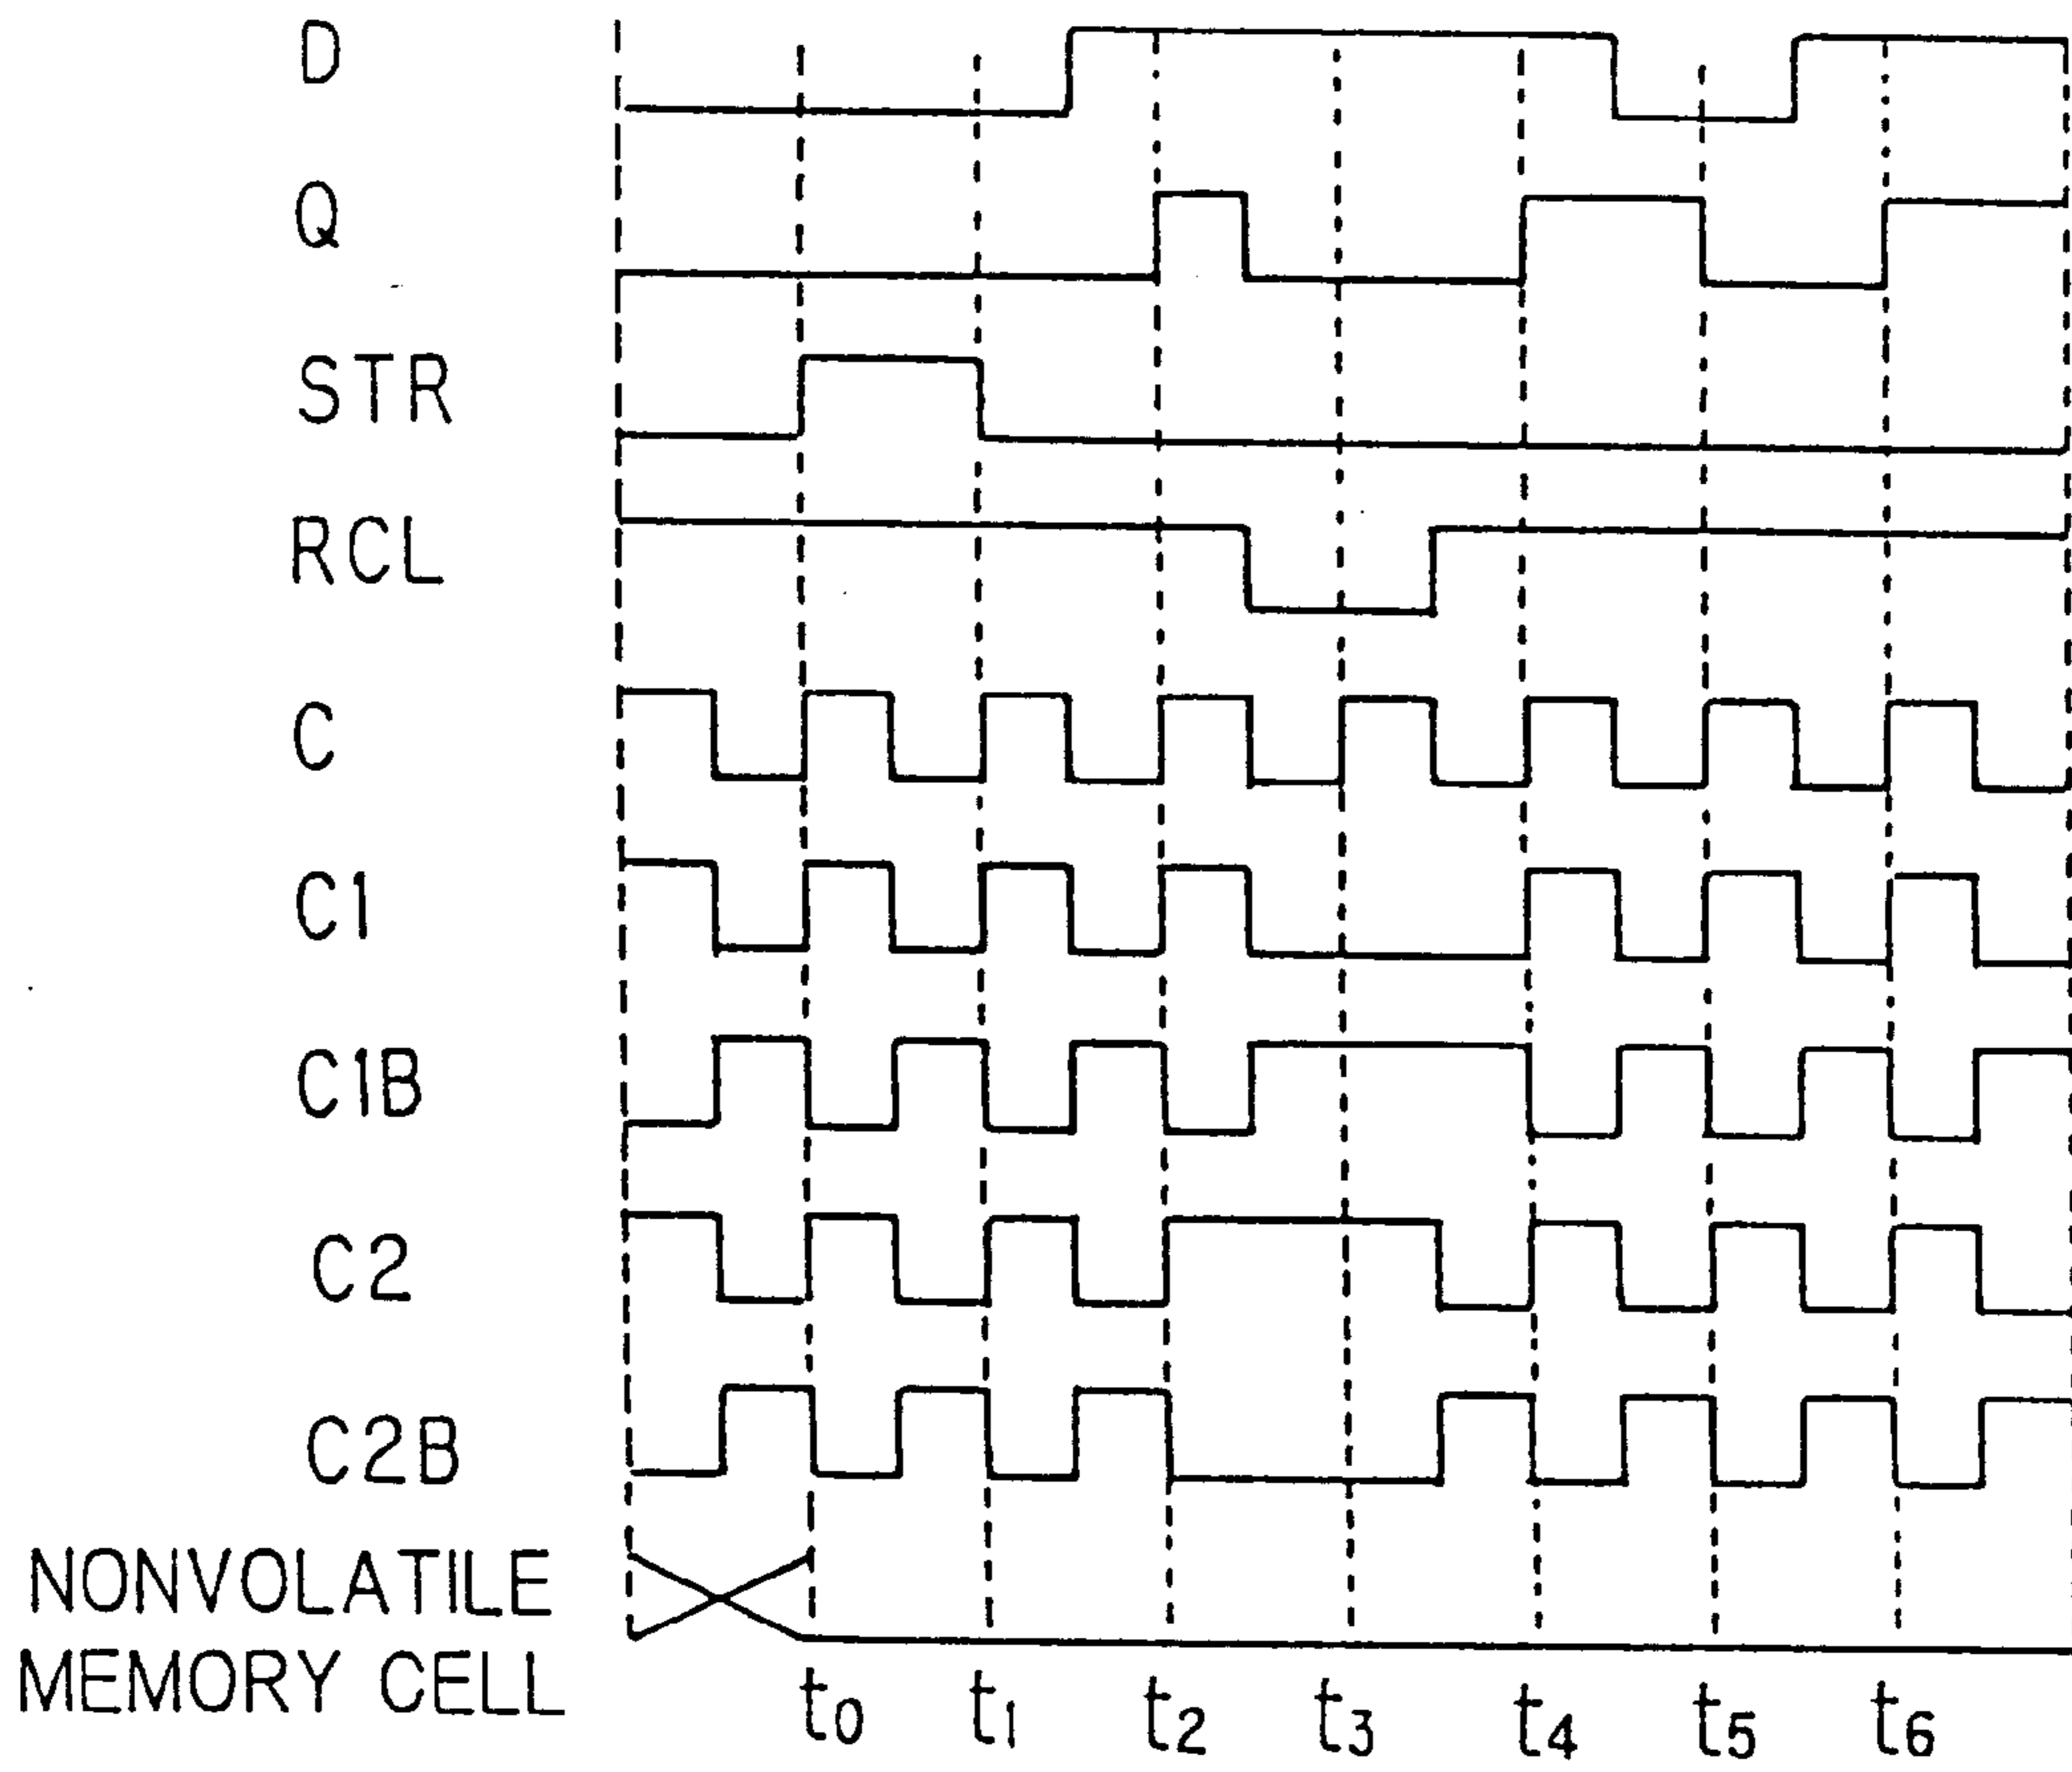 D
Q
STR
RCL
C
C1
C1B
C2
C2B
NONVOLATILE
MEMORY CELL
t0 t1 t2 t3 t4 t5 t6